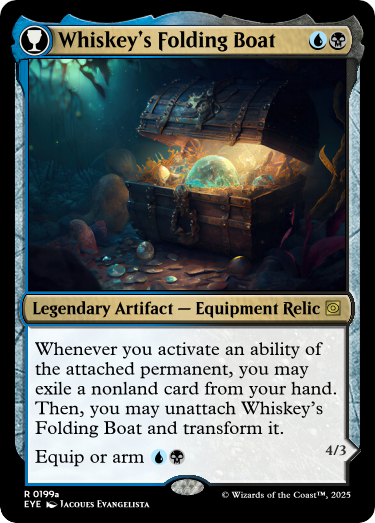 Whiskey's Folding Boat
Legendary Artifact — Equipment Relic
Whenever you activate an ability of
the attached permanent, you may
exile a nonland card from your hand.
Then, you may unattach Whiskey's
Folding Boat and transform it.
Equip or arm
4/3
R 0199a
EYE Jacques Evangelista
© Wizards of the Coast™, 2025